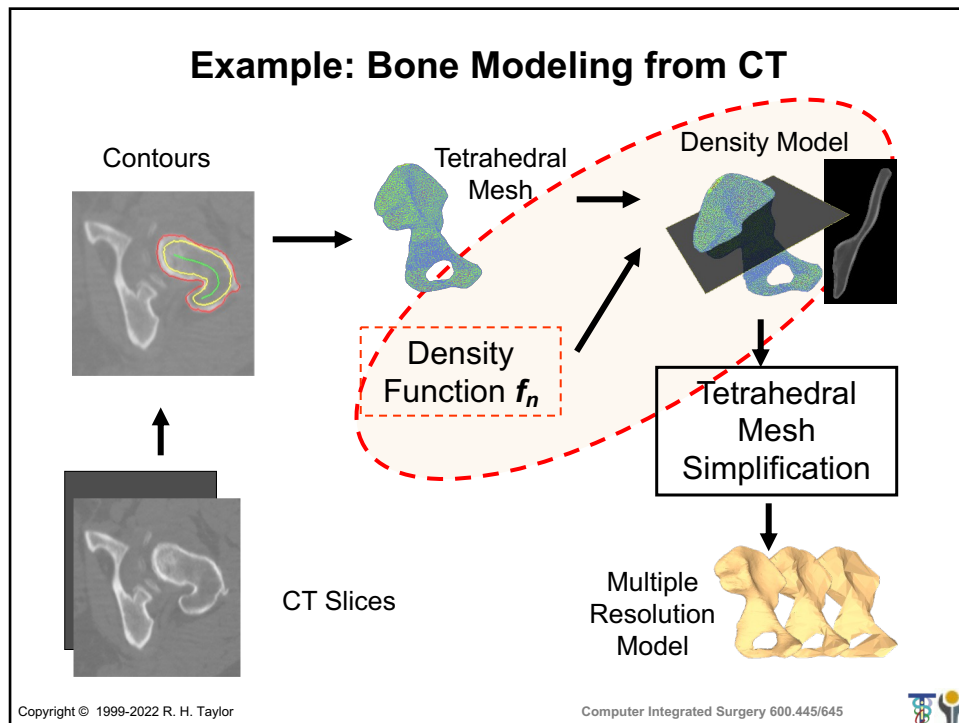 Example: Bone Modeling from CT
Contours
Tetrahedral
Mesh
Density Model
Density
Function fn
Tetrahedral
Mesh
Simplification
CT Slices
Multiple
Resolution
Model
Copyright © 1999-2022 R. H. Taylor
Computer Integrated Surgery 600.445/645